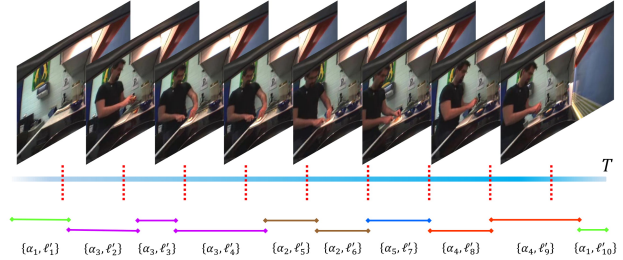 T
{α₁, ℓ′₁} {α₃, ℓ′₂} {α₃, ℓ′₃} {α₃, ℓ′₄} {α₂, ℓ′₅} {α₂, ℓ′₆} {α₅, ℓ′₇} {α₄, ℓ′₈} {α₄, ℓ′₉} {α₁, ℓ′₁₀}